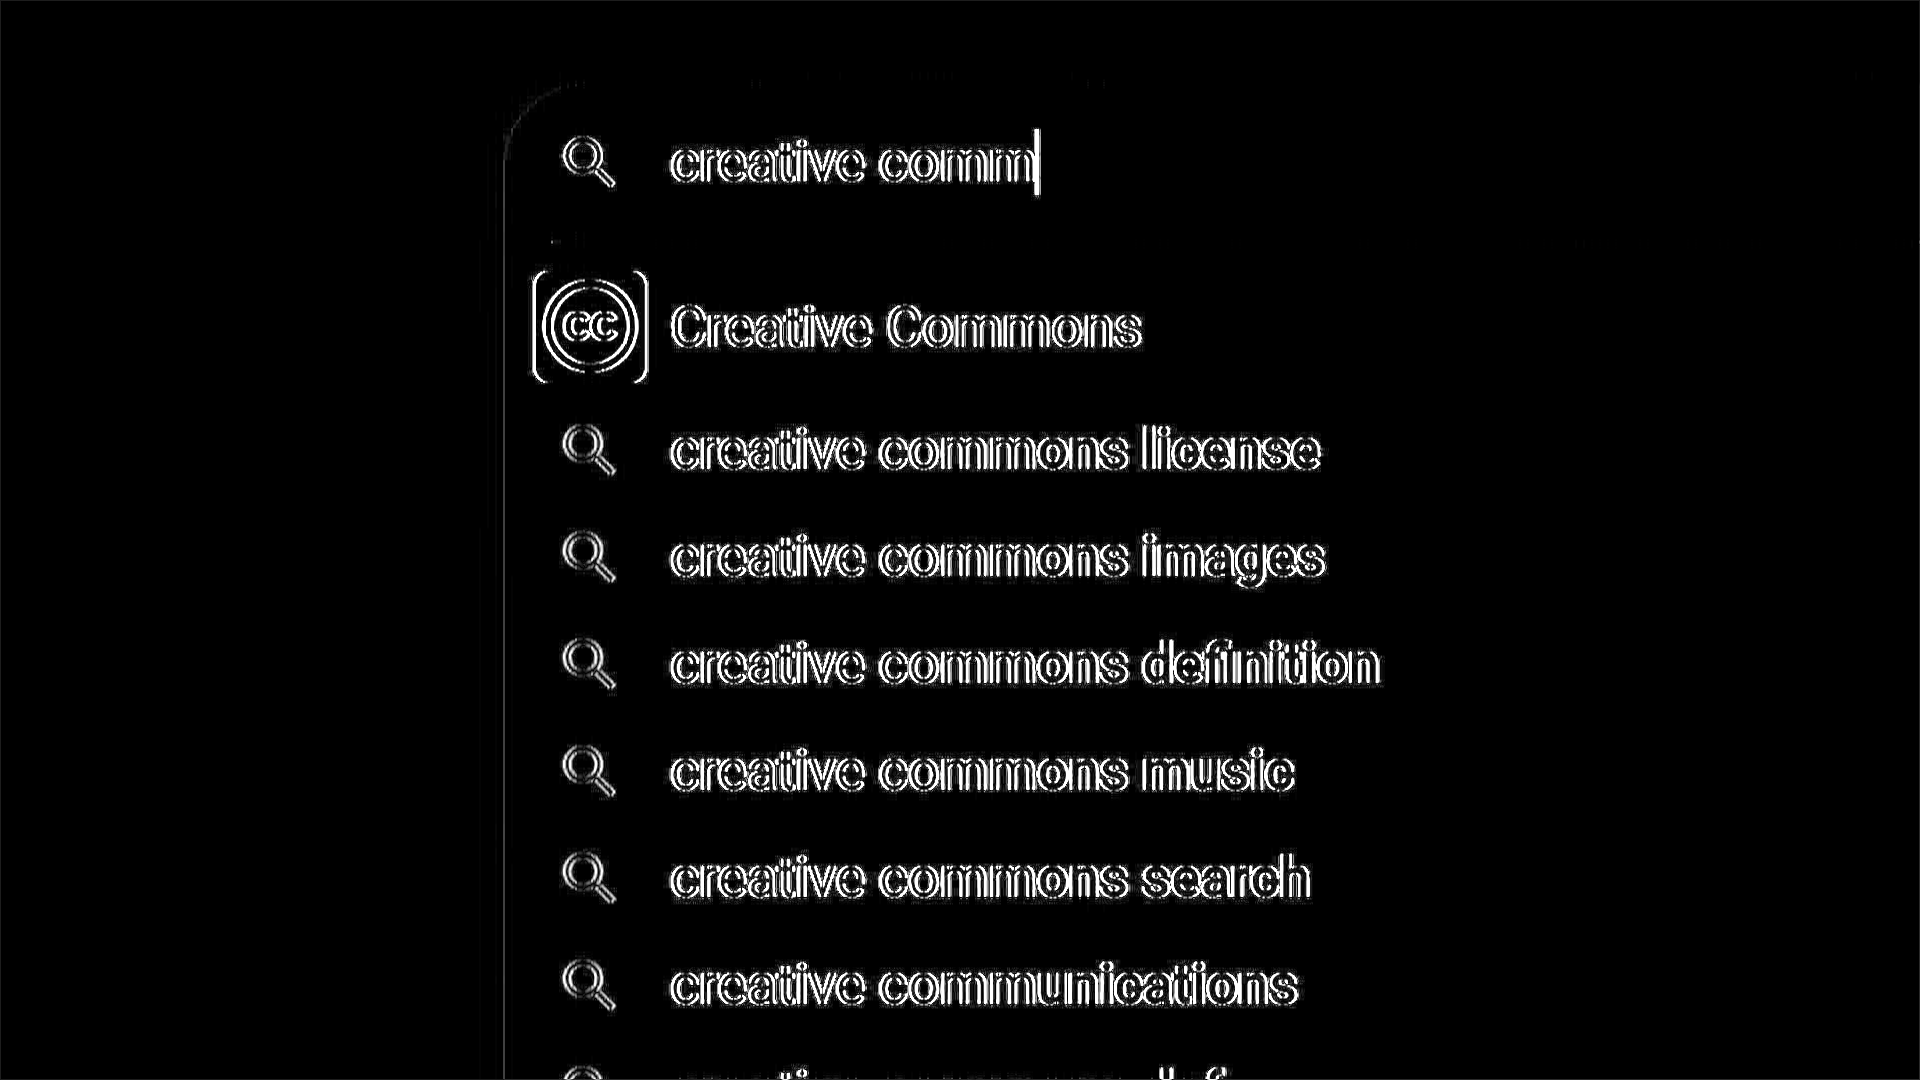 creative comm
cc
Creative Commons
creative commons license
creative commons images
creative commons definition
creative commons music
creative commons search
creative communications
creative